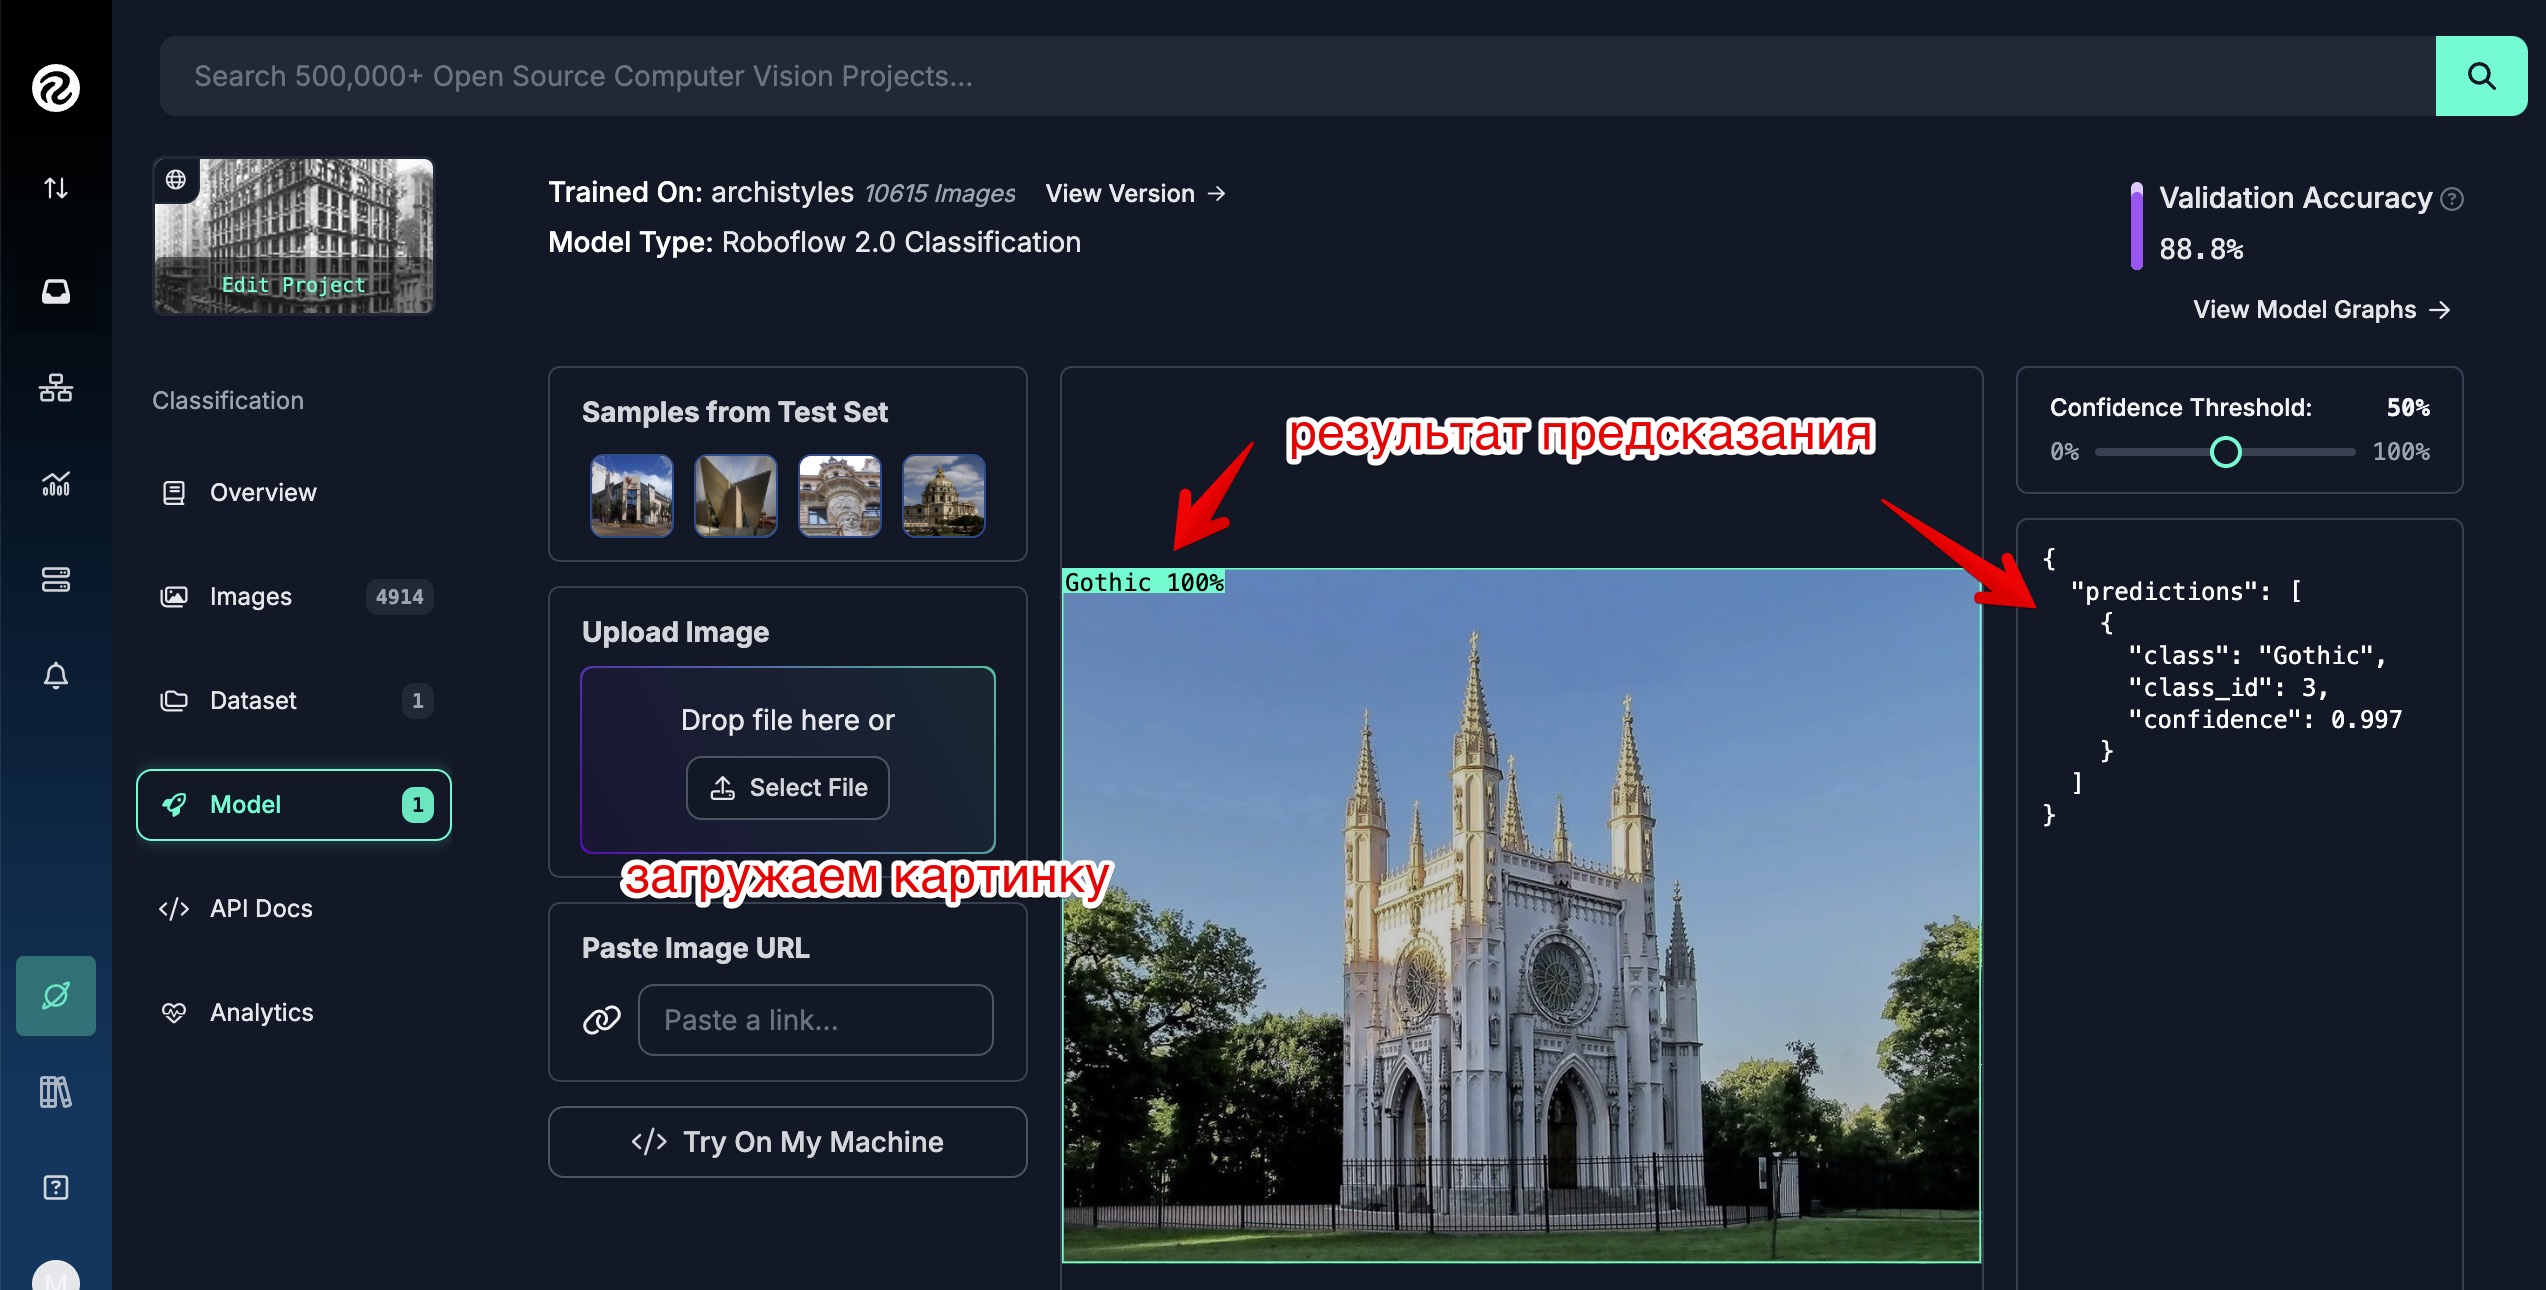 Search 500,000+ Open Source Computer Vision Projects...
Edit Project
Trained On: archistyles 10615 Images View Version →
Model Type: Roboflow 2.0 Classification
Validation Accuracy ?
88.8%
View Model Graphs →
Classification
Overview
Images 4914
Dataset 1
Model 1
</> API Docs
Analytics
Samples from Test Set
Upload Image
Drop file here or
Select File
загружаем картинку
Paste Image URL
Paste a link...
</> Try On My Machine
результат предсказания
Gothic 100%
Confidence Threshold: 50%
0% 100%
{
"predictions": [
{
"class": "Gothic",
"class_id": 3,
"confidence": 0.997
}
]
}
M